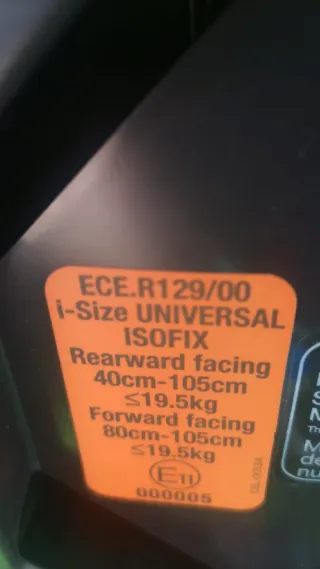 ECE.R129/00
i-Size UNIVERSAL
ISOFIX
Rearward facing
40cm-105cm
≤19.5kg
Forward facing
80cm-105cm
≤19.5kg
E11
000005